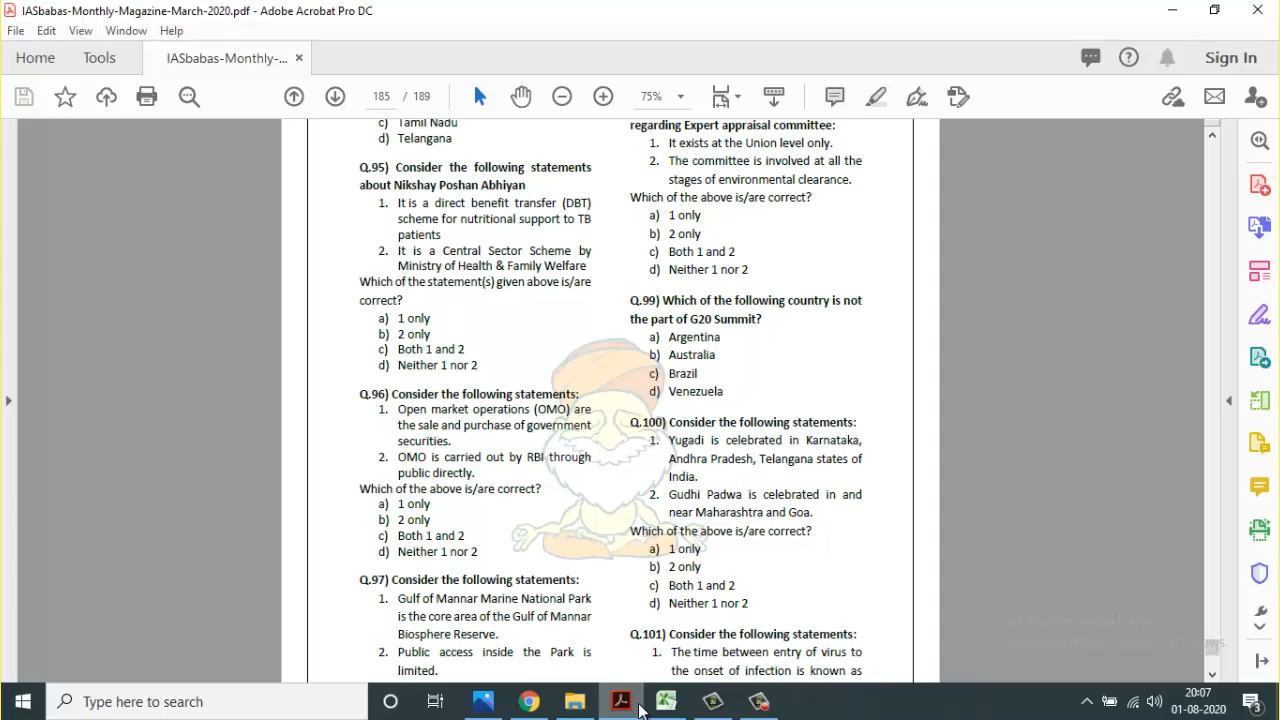 IASbabas-Monthly-Magazine-March-2020.pdf - Adobe Acrobat Pro DC
File Edit View Window Help
Home Tools IASbabas-Monthly-... × Sign In
185 / 189 75%
c) Tamil Nadu
d) Telangana
Q.95) Consider the following statements
about Nikshay Poshan Abhiyan
1. It is a direct benefit transfer (DBT)
scheme for nutritional support to TB
patients
2. It is a Central Sector Scheme by
Ministry of Health & Family Welfare
Which of the statement(s) given above is/are
correct?
a) 1 only
b) 2 only
c) Both 1 and 2
d) Neither 1 nor 2
Q.96) Consider the following statements:
1. Open market operations (OMO) are
the sale and purchase of government
securities.
2. OMO is carried out by RBI through
public directly.
Which of the above is/are correct?
a) 1 only
b) 2 only
c) Both 1 and 2
d) Neither 1 nor 2
Q.97) Consider the following statements:
1. Gulf of Mannar Marine National Park
is the core area of the Gulf of Mannar
Biosphere Reserve.
2. Public access inside the Park is
limited.
regarding Expert appraisal committee:
1. It exists at the Union level only.
2. The committee is involved at all the
stages of environmental clearance.
Which of the above is/are correct?
a) 1 only
b) 2 only
c) Both 1 and 2
d) Neither 1 nor 2
Q.99) Which of the following country is not
the part of G20 Summit?
a) Argentina
b) Australia
c) Brazil
d) Venezuela
Q.100) Consider the following statements:
1. Yugadi is celebrated in Karnataka,
Andhra Pradesh, Telangana states of
India.
2. Gudhi Padwa is celebrated in and
near Maharashtra and Goa.
Which of the above is/are correct?
a) 1 only
b) 2 only
c) Both 1 and 2
d) Neither 1 nor 2
Q.101) Consider the following statements:
1. The time between entry of virus to
the onset of infection is known as
Type here to search
20:07
01-08-2020
3